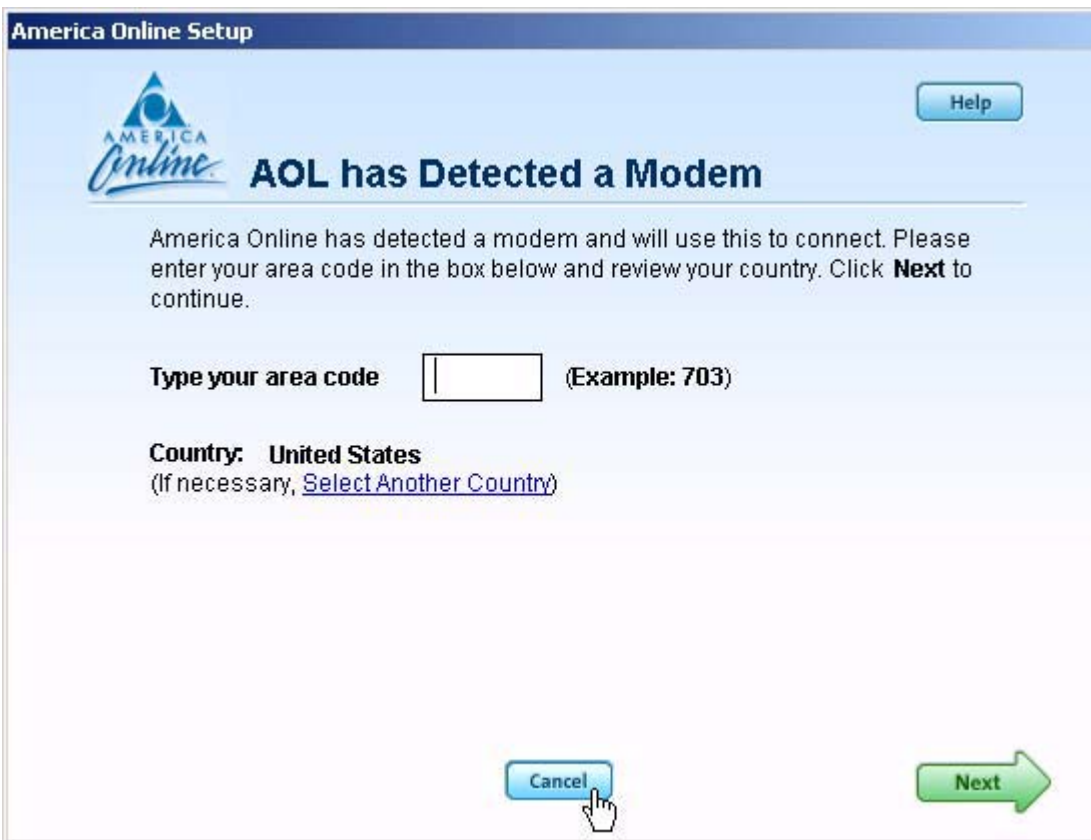 America Online Setup
Help
AMERICA
Online
AOL has Detected a Modem
America Online has detected a modem and will use this to connect. Please
enter your area code in the box below and review your country. Click Next to
continue.
Type your area code (Example: 703)
Country: United States
(If necessary, Select Another Country)
Cancel
Next